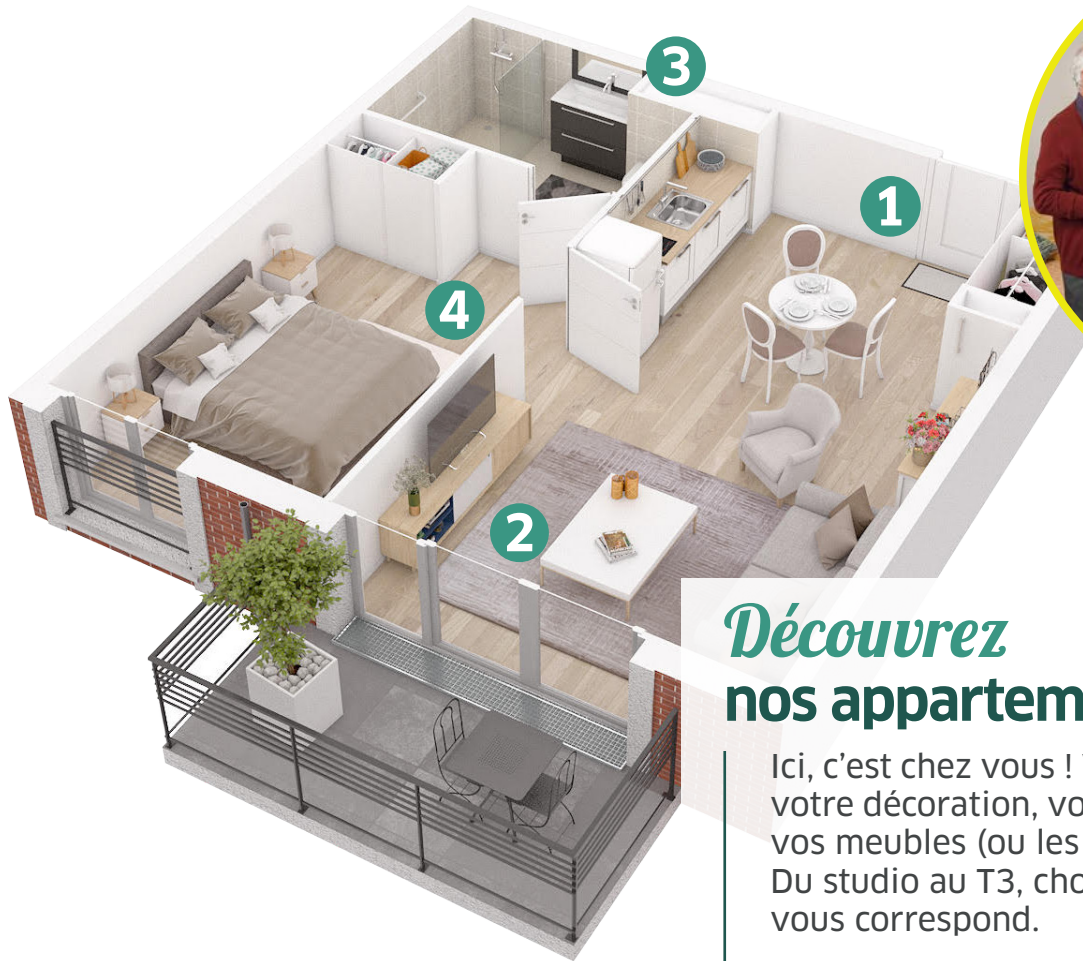 3
1
4
2
Découvrez
nos appartem
Ici, c’est chez vous !
votre décoration, vo
vos meubles (ou les
Du studio au T3, cho
vous correspond.